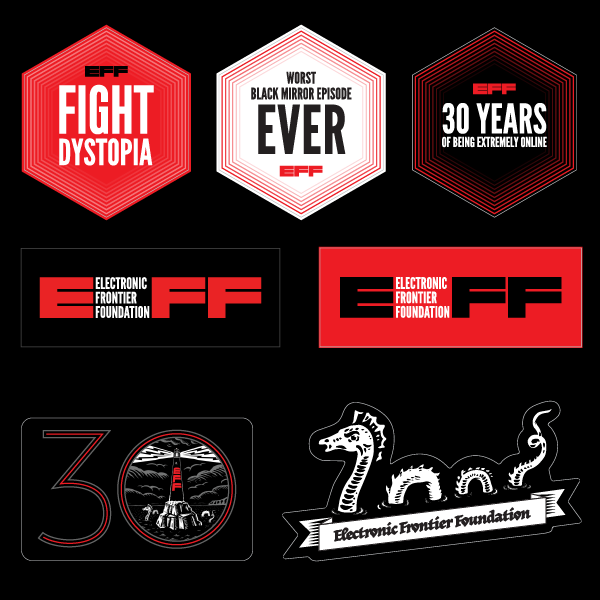 EFF
FIGHT
DYSTOPIA
WORST
BLACK MIRROR EPISODE
EVER
EFF
EFF
30 YEARS
OF BEING EXTREMELY ONLINE
EFF
ELECTRONIC
FRONTIER
FOUNDATION
EFF
ELECTRONIC
FRONTIER
FOUNDATION
30
EFF
Electronic Frontier Foundation